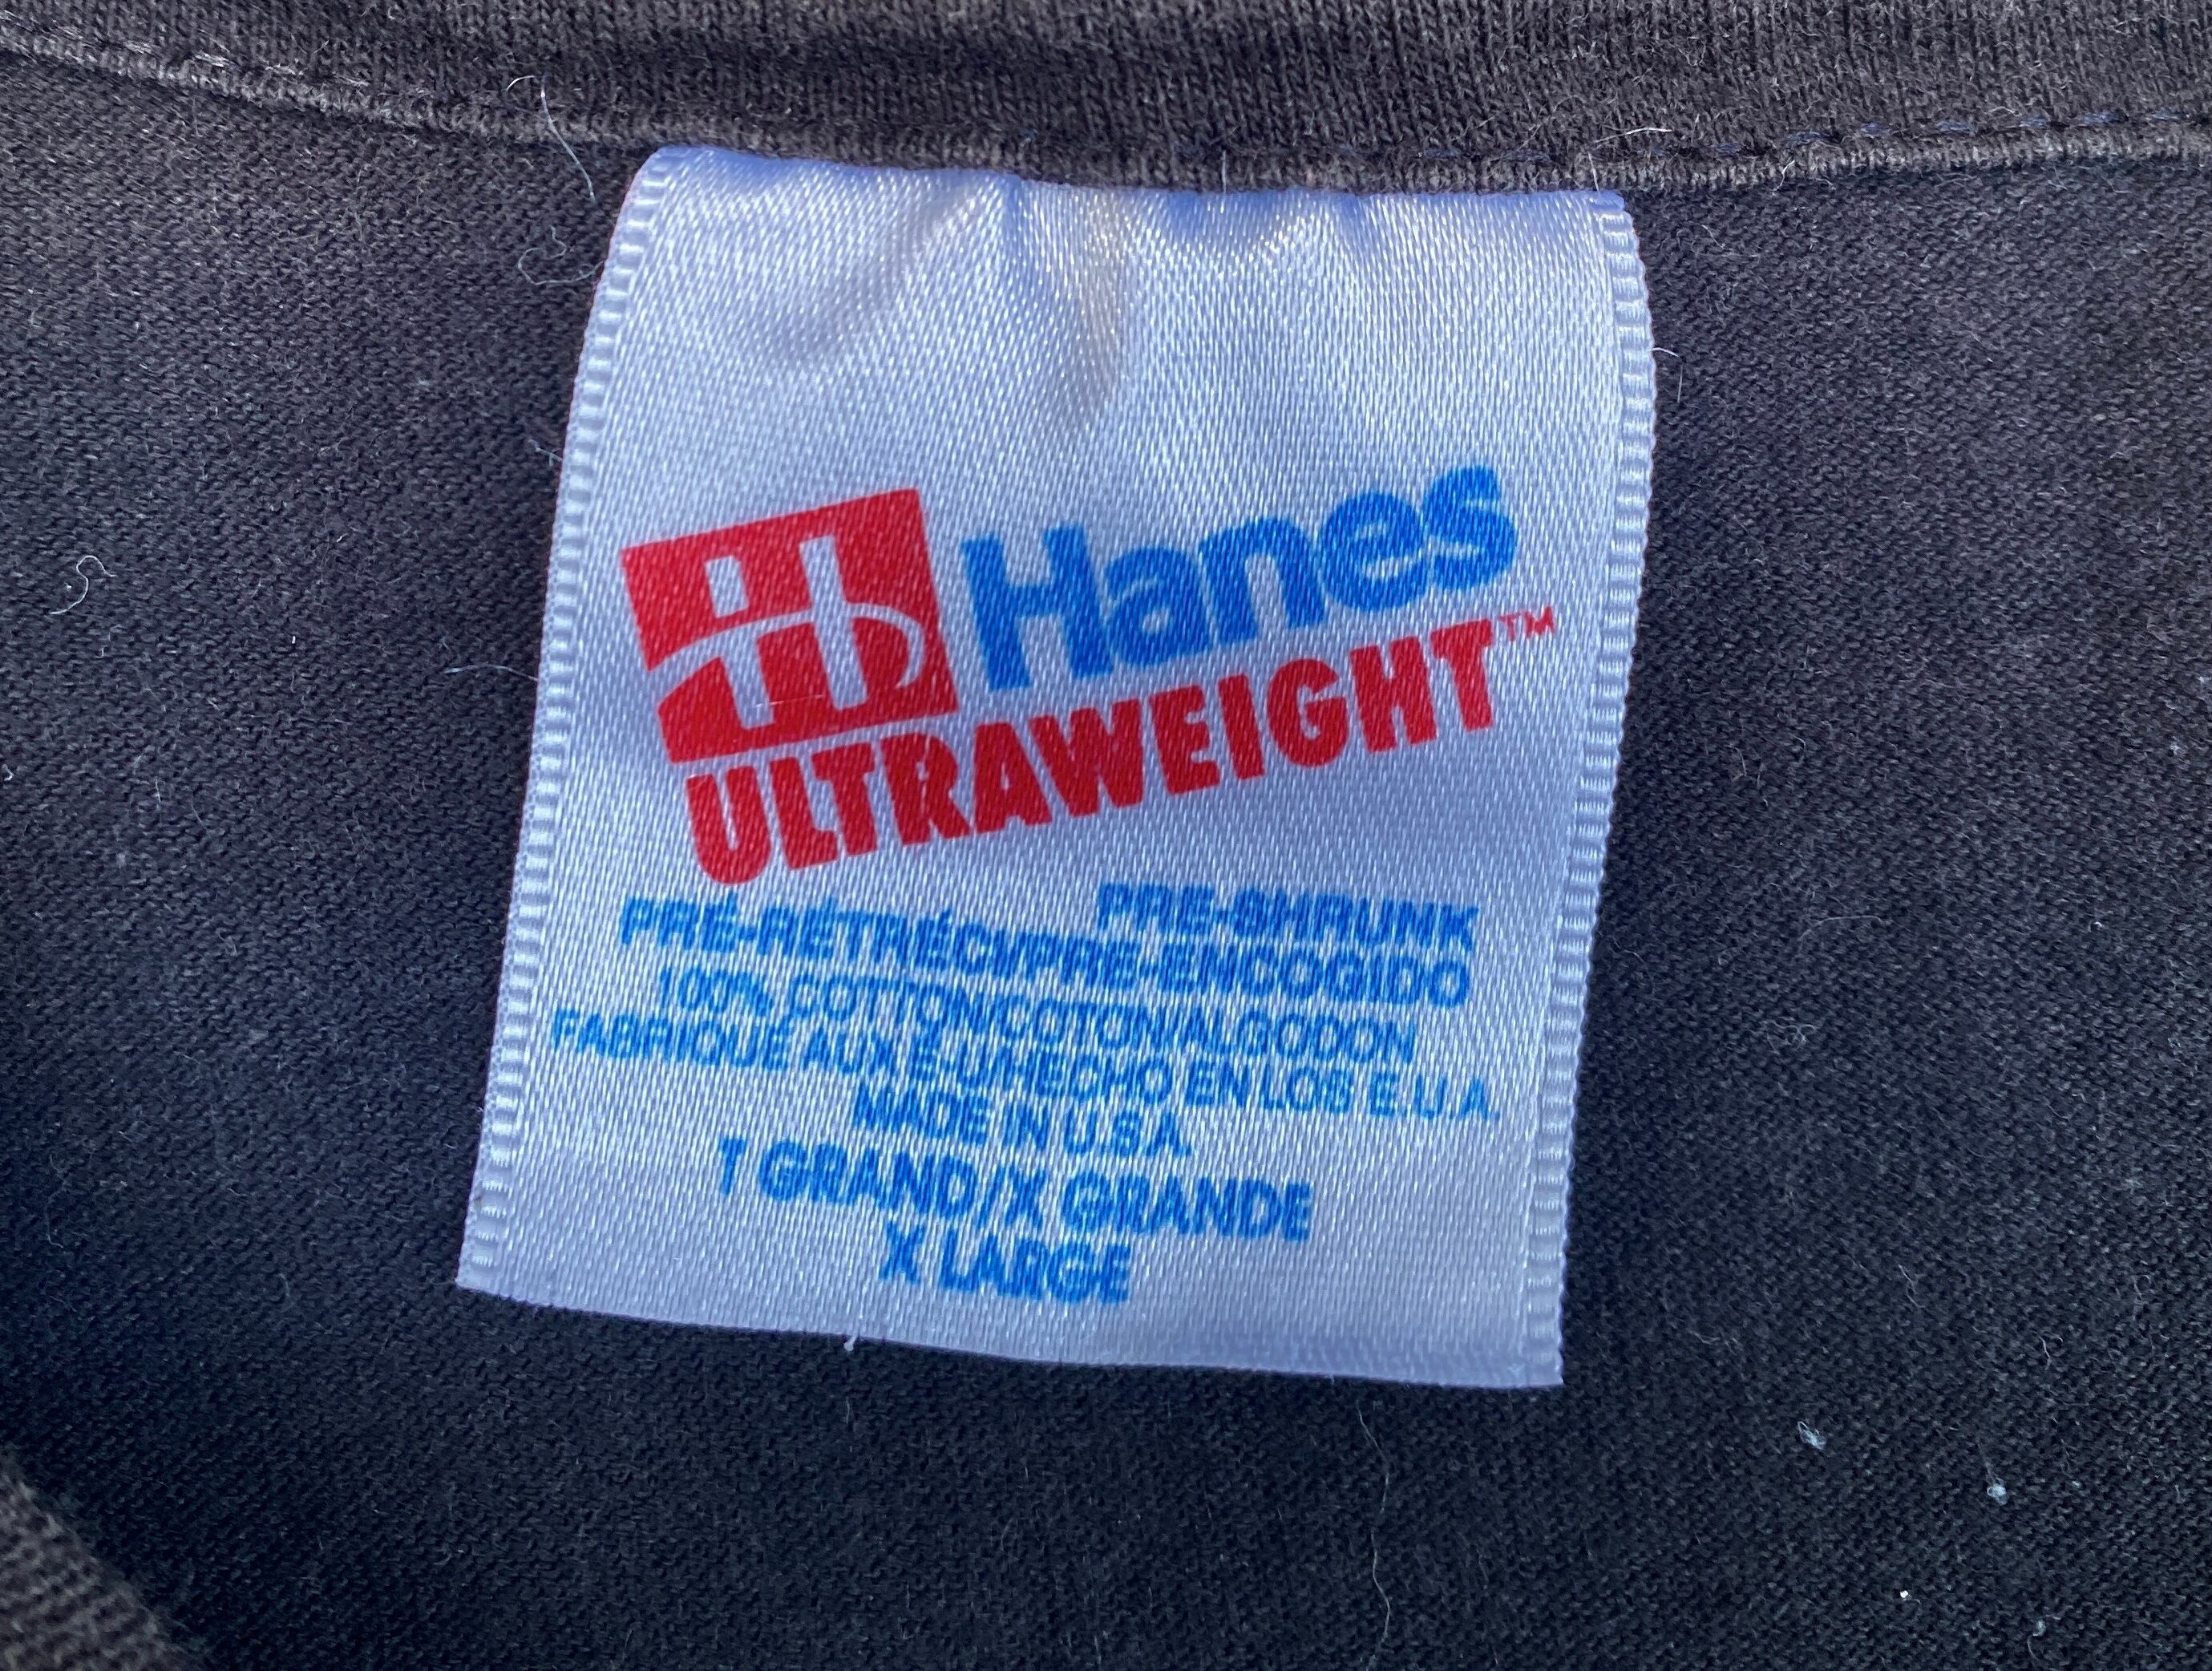 Hanes
ULTRAWEIGHT™
PRE-SHRUNK
PRÉ-RÉTRÉCI/PRE-ENCOGIDO
100% COTTON/COTON/ALGODON
FABRIQUÉ AUX E.U./HECHO EN LOS E.U.A.
MADE IN U.S.A.
T GRAND/X GRANDE
X LARGE